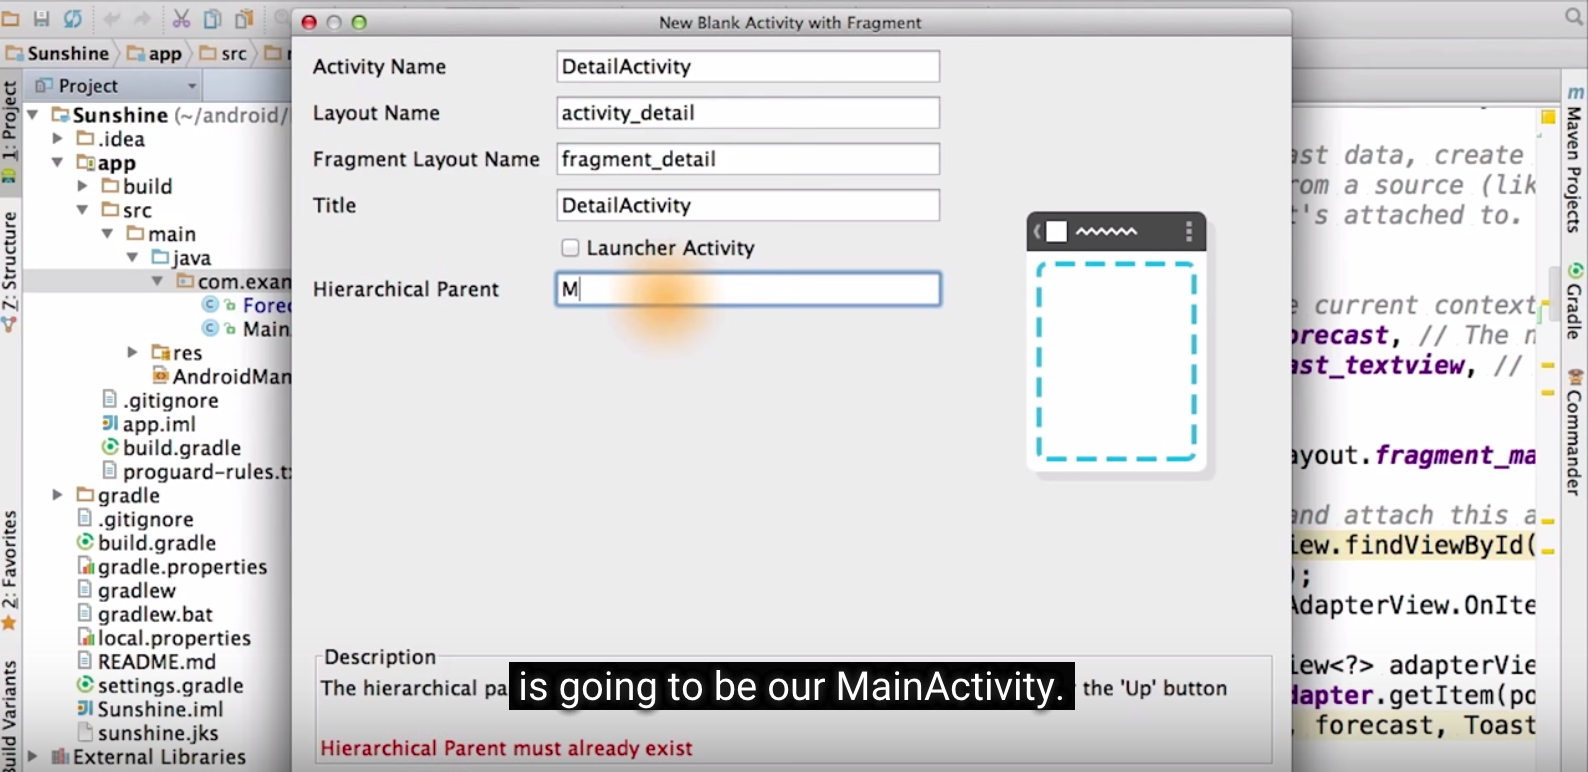 New Blank Activity with Fragment
Sunshine app src
Project
Activity Name DetailActivity
Layout Name activity_detail
Fragment Layout Name fragment_detail
Title DetailActivity
Launcher Activity
Hierarchical Parent M
Description
The hierarchical is going to be our MainActivity. the 'Up' button
Hierarchical Parent must already exist
1: Project
Z: Structure
2: Favorites
Build Variants
Sunshine (~/android/
.idea
app
build
src
main
java
com.exan
Fore
Main
res
AndroidMan
.gitignore
app.iml
build.gradle
proguard-rules.t
gradle
.gitignore
build.gradle
gradle.properties
gradlew
gradlew.bat
local.properties
README.md
settings.gradle
Sunshine.iml
sunshine.jks
External Libraries
ast data, create
rom a source (lik
t's attached to.
e current context
orecast, // The n
ast_textview, //
ayout.fragment_ma
and attach this a
iew.findViewById(
);
AdapterView.OnIte
iew<?> adapterVie
dapter.getItem(po
, forecast, Toast
m Maven Projects
Gradle
Commander